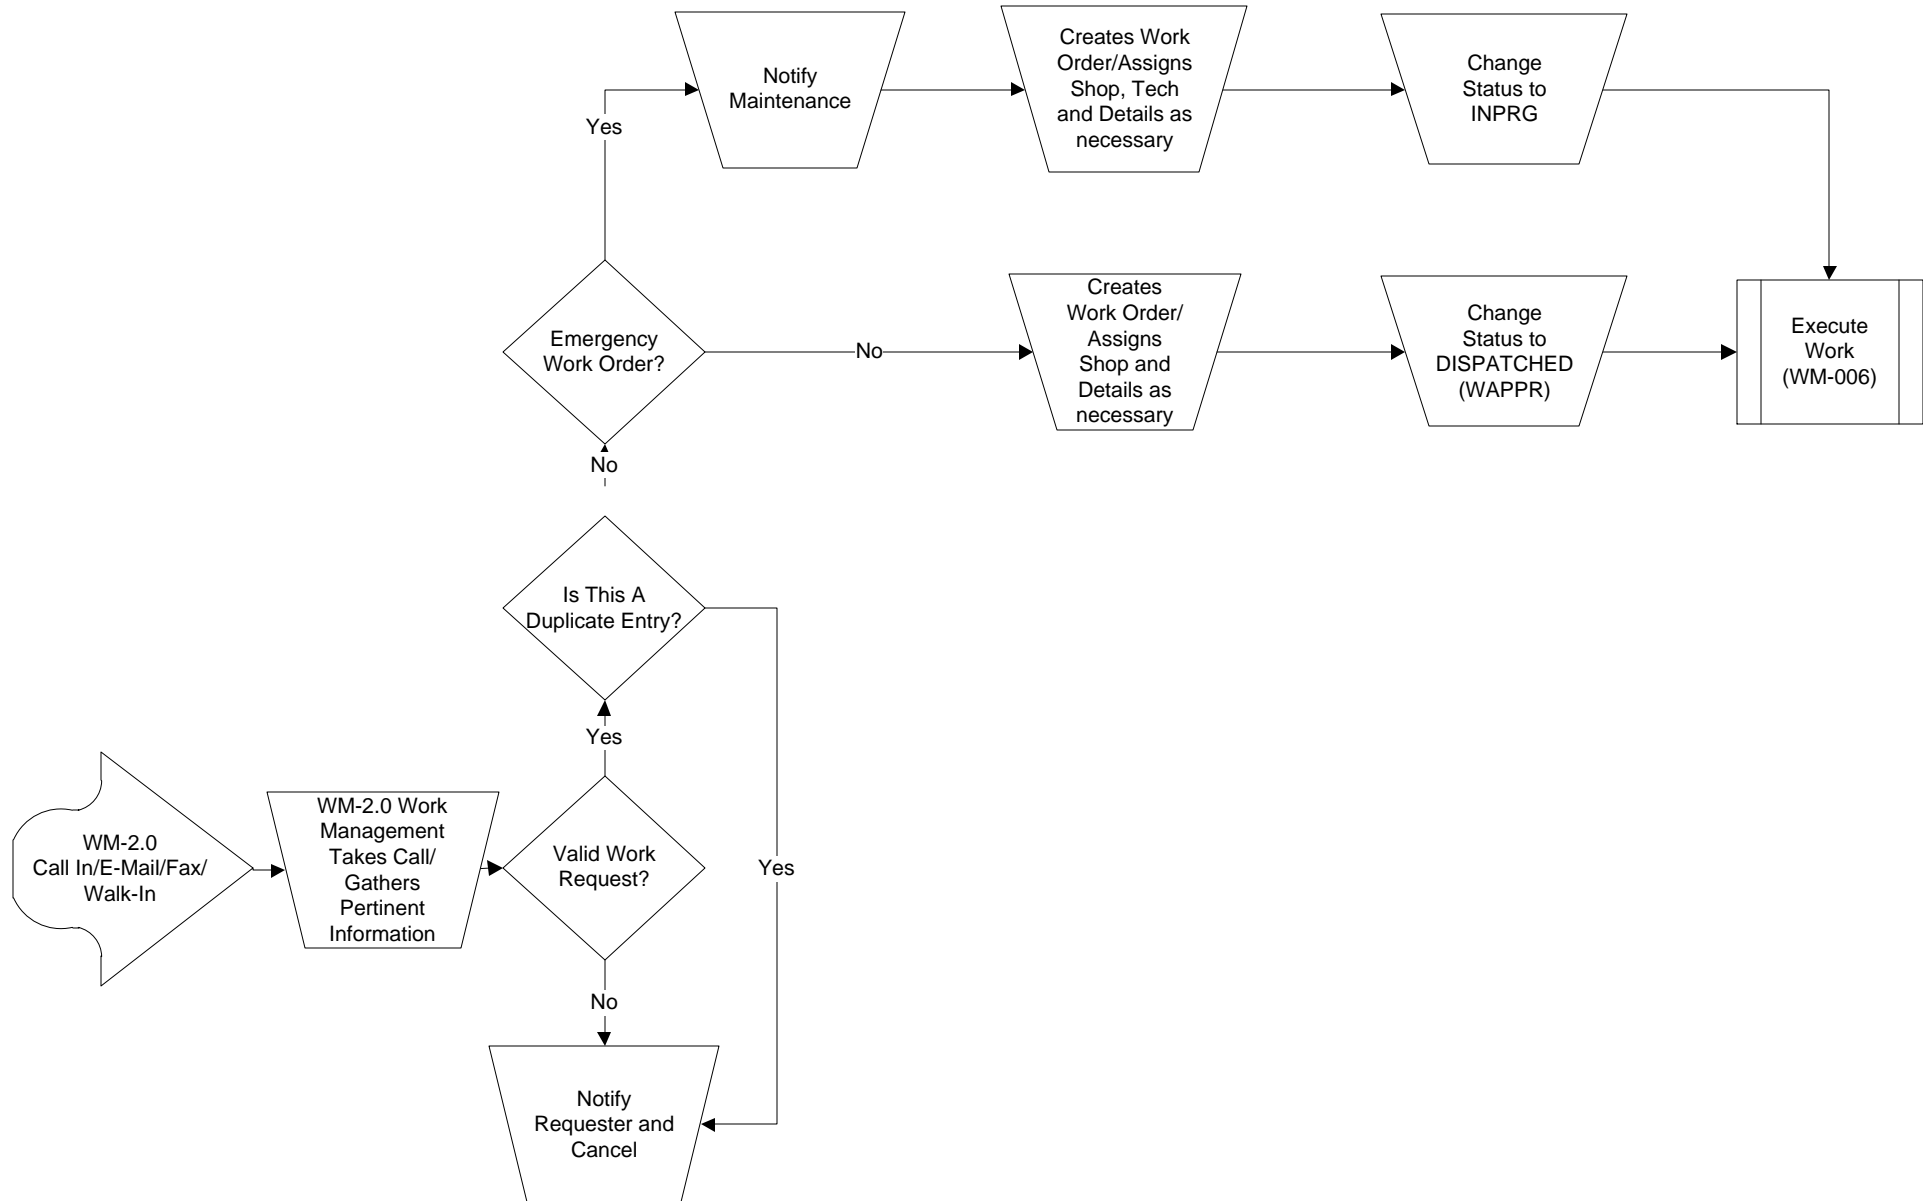 Notify
Maintenance
Creates Work
Order/Assigns
Shop, Tech
and Details as
necessary
Change
Status to
INPRG
Yes
Emergency
Work Order?
No
Creates
Work Order/
Assigns
Shop and
Details as
necessary
Change
Status to
DISPATCHED
(WAPPR)
Execute
Work
(WM-006)
No
Is This A
Duplicate Entry?
Yes
WM-2.0
Call In/E-Mail/Fax/
Walk-In
WM-2.0 Work
Management
Takes Call/
Gathers
Pertinent
Information
Valid Work
Request?
Yes
No
Notify
Requester and
Cancel